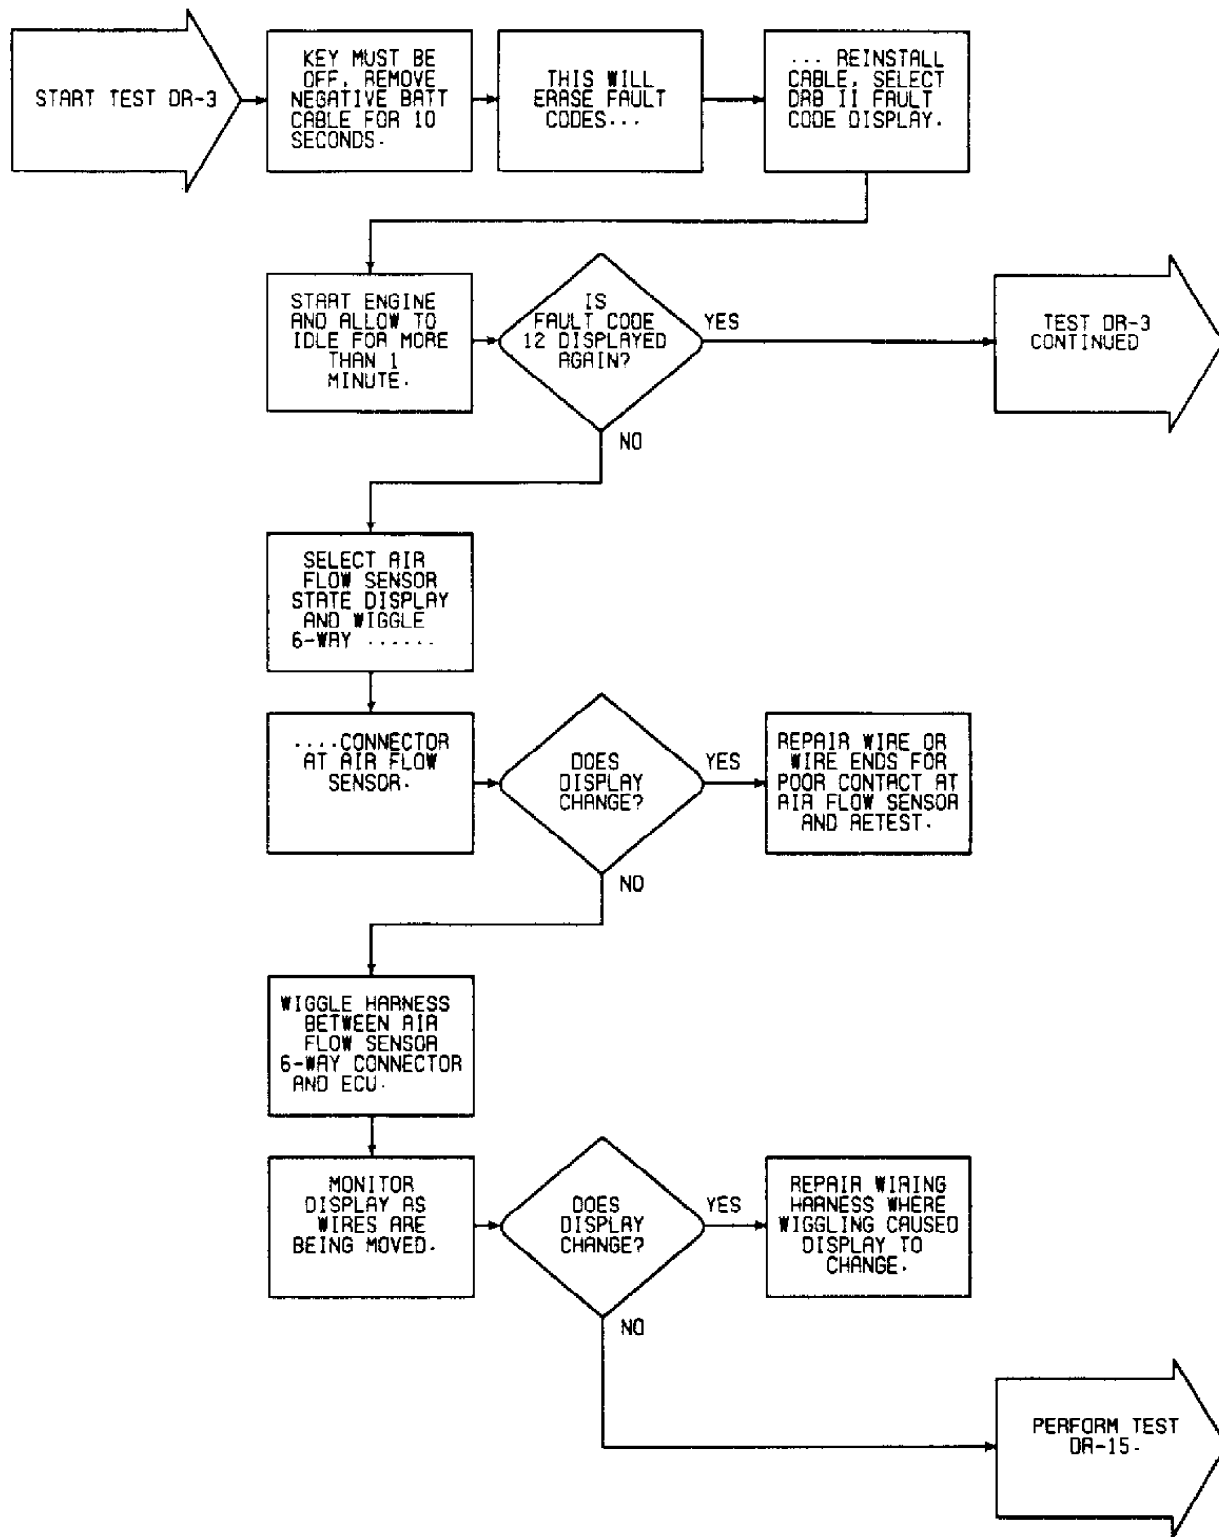 START TEST DR-3
KEY MUST BE
OFF, REMOVE
NEGATIVE BATT
CABLE FOR 10
SECONDS.
THIS WILL
ERASE FAULT
CODES...
... REINSTALL
CABLE, SELECT
DRB II FAULT
CODE DISPLAY.
START ENGINE
AND ALLOW TO
IDLE FOR MORE
THAN 1
MINUTE.
IS
FAULT CODE
12 DISPLAYED
AGAIN?
YES
TEST DR-3
CONTINUED
NO
SELECT AIR
FLOW SENSOR
STATE DISPLAY
AND WIGGLE
6-WAY ......
....CONNECTOR
AT AIR FLOW
SENSOR.
DOES
DISPLAY
CHANGE?
YES
REPAIR WIRE OR
WIRE ENDS FOR
POOR CONTACT AT
AIR FLOW SENSOR
AND RETEST.
NO
WIGGLE HARNESS
BETWEEN AIR
FLOW SENSOR
6-WAY CONNECTOR
AND ECU.
MONITOR
DISPLAY AS
WIRES ARE
BEING MOVED.
DOES
DISPLAY
CHANGE?
YES
REPAIR WIRING
HARNESS WHERE
WIGGLING CAUSED
DISPLAY TO
CHANGE.
NO
PERFORM TEST
DR-15.